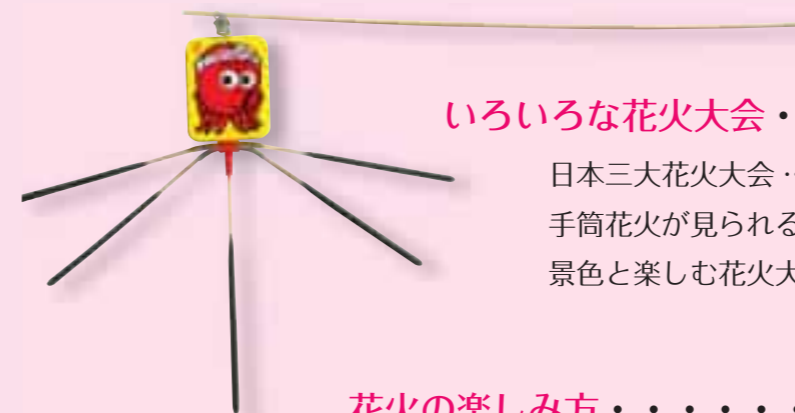 いろいろな花火大会・
日本三大花火大会・・
手筒花火が見られる
景色と楽しむ花火大
花火の楽しみ方・・・・・・・